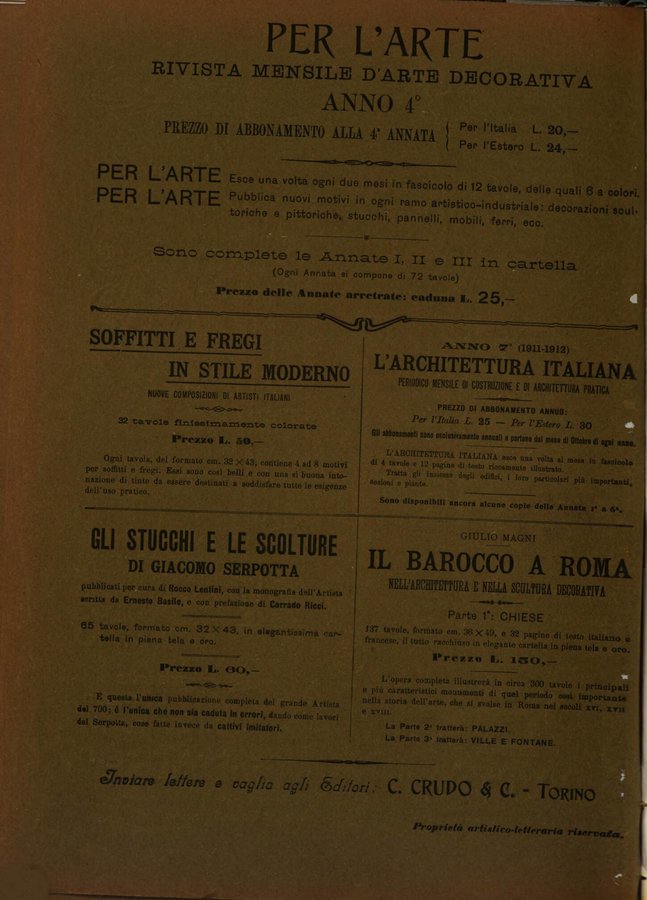 PER L'ARTE
RIVISTA MENSILE D'ARTE DECORATIVA
ANNO 4°
PREZZO DI ABBONAMENTO ALLA 4ª ANNATA
Per l'Italia L. 20,—
Per l'Estero L. 24,—
PER L'ARTE Esce una volta ogni due mesi in fascicolo di 12 tavole, delle quali 6 a colori.
PER L'ARTE Pubblica nuovi motivi in ogni ramo artistico-industriale: decorazioni scul-
toriche e pittoriche, stucchi, pannelli, mobili, ferri, ecc.
Sono complete le Annate I, II e III in cartella
(Ogni Annata si compone di 72 tavole)
Prezzo delle Annate arretrate: caduna L. 25,—
SOFFITTI E FREGI
IN STILE MODERNO
NUOVE COMPOSIZIONI DI ARTISTI ITALIANI
32 tavole finissimamente colorate
Prezzo L. 50,—
Ogni tavola, del formato cm. 32 × 43, contiene 4 ad 8 motivi
per soffitti e fregi. Essi sono così belli e con una sì buona into-
nazione di tinte da essere destinati a soddisfare tutte le esigenze
dell'uso pratico.
ANNO 7° (1911-1912)
L'ARCHITETTURA ITALIANA
PERIODICO MENSILE DI COSTRUZIONE E DI ARCHITETTURA PRATICA
PREZZO DI ABBONAMENTO ANNUO:
Per l'Italia L. 25 — Per l'Estero L. 30
Gli abbonamenti sono esclusivamente annuali e partono dal mese di Ottobre di ogni anno.
L'ARCHITETTURA ITALIANA esce una volta al mese in fascicolo
di 4 tavole e 12 pagine di testo riccamente illustrato.
Tratta gli insieme degli edifici, i loro particolari più importanti,
sezioni e piante.
Sono disponibili ancora alcune copie delle Annate 1ª a 6ª.
GLI STUCCHI E LE SCOLTURE
DI GIACOMO SERPOTTA
pubblicati per cura di Rocco Lentini, con la monografia dell'Artista
scritta da Ernesto Basile, e con prefazione di Corrado Ricci.
65 tavole, formato cm. 32 × 43, in elegantissima car-
tella in piena tela e oro.
Prezzo L. 60,—
È questa l'unica pubblicazione completa del grande Artista
del 700; è l'unica che non sia caduta in errori, dando come lavori
del Serpotta, cose fatte invece da cattivi imitatori.
GIULIO MAGNI
IL BAROCCO A ROMA
NELL'ARCHITETTURA E NELLA SCULTURA DECORATIVA
Parte 1ª: CHIESE
137 tavole, formato cm. 36 × 49, e 32 pagine di testo italiano e
francese, il tutto racchiuso in elegante cartella in piena tela e oro.
Prezzo L. 150,—
L'opera completa illustrerà in circa 300 tavole i principali
e più caratteristici monumenti di quel periodo così importante
nella storia dell'arte, che si svolse in Roma nei secoli XVI, XVII
e XVIII.
La Parte 2ª tratterà: PALAZZI.
La Parte 3ª tratterà: VILLE E FONTANE.
Inviare lettere e vaglia agli Editori: C. CRUDO & C. - TORINO
Proprietà artistico-letteraria riservata.